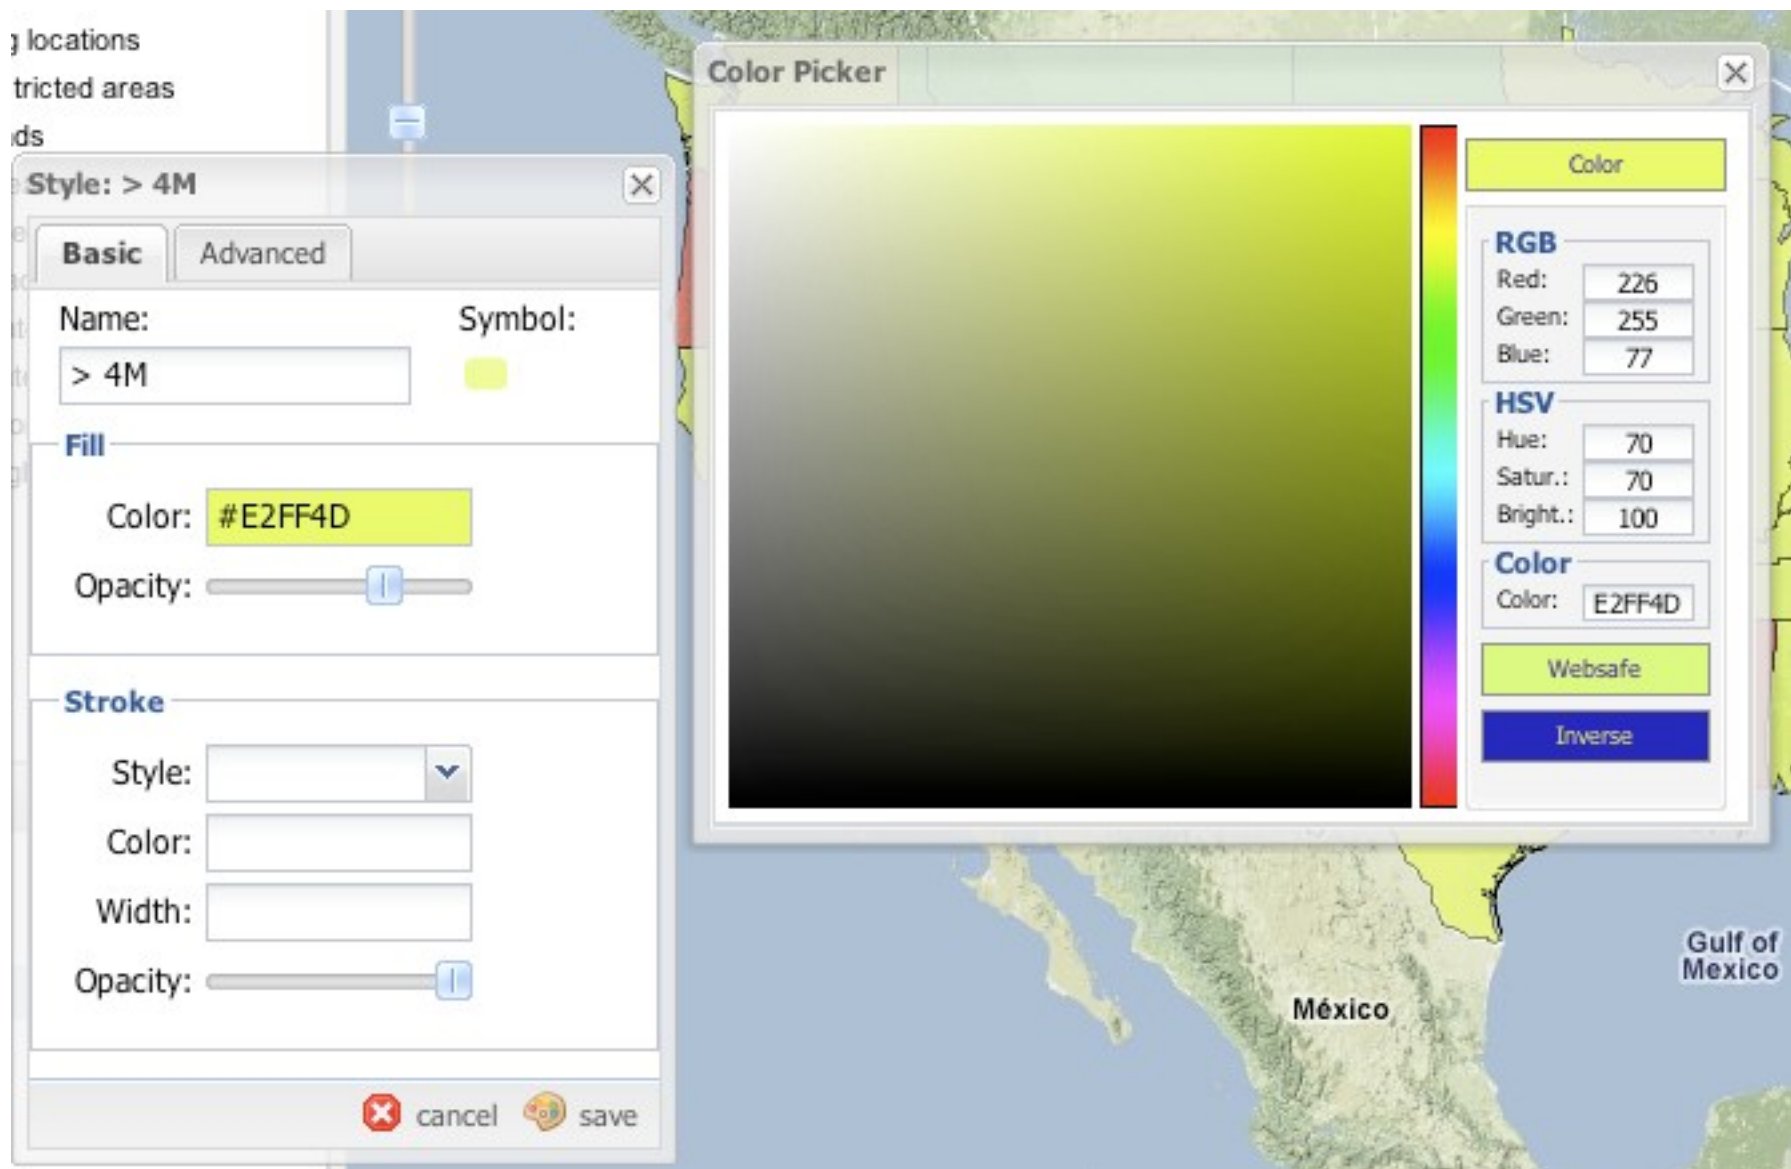 locations
tricted areas
Style: > 4M
Basic
Advanced
Name:
Symbol:
> 4M
Fill
Color:
#E2FF4D
Opacity:
Stroke
Style:
Color:
Width:
Opacity:
cancel
save
Color Picker
Color
RGB
Red:
226
Green:
255
Blue:
77
HSV
Hue:
70
Satur.:
70
Bright.:
100
Color
Color:
E2FF4D
Websafe
Inverse
México
Gulf of
Mexico